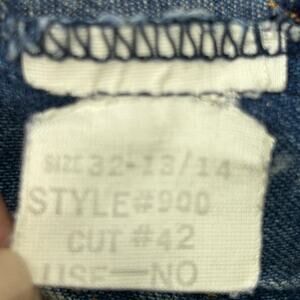 SIZE 32-13/14
STYLE#900
CUT #42
USE—NO